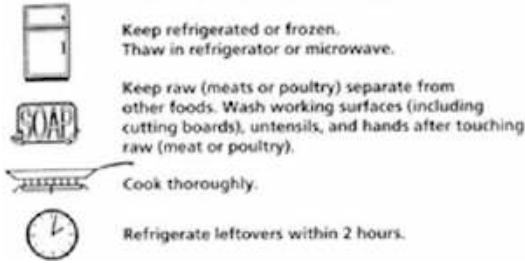 Keep refrigerated or frozen.
Thaw in refrigerator or microwave.
Keep raw (meats or poultry) separate from
other foods. Wash working surfaces (including
cutting boards), untensils, and hands after touching
raw (meat or poultry).
SOAP
Cook thoroughly.
Refrigerate leftovers within 2 hours.